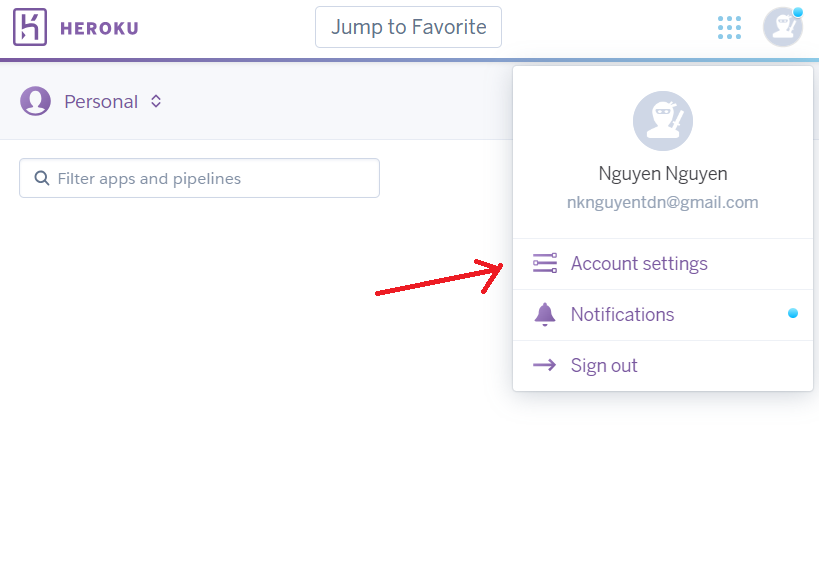 HEROKU
Jump to Favorite
Personal
Filter apps and pipelines
Nguyen Nguyen
nknguyentdn@gmail.com
Account settings
Notifications
Sign out